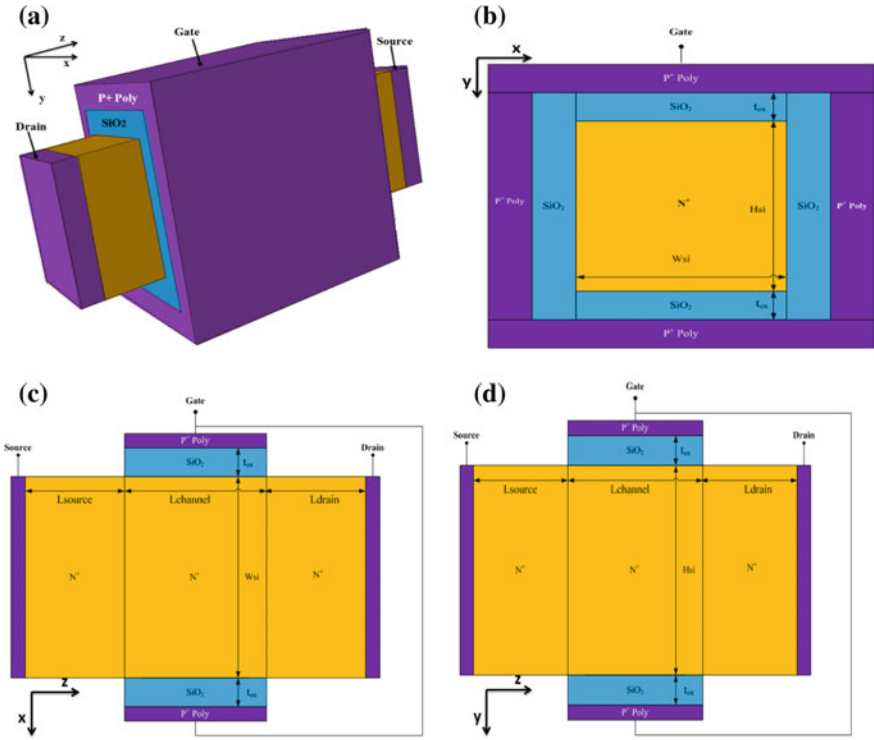 (a)
z
x
y
Gate
Source
P+ Poly
SiO2
Drain
(b)
x
y
Gate
P⁺ Poly
SiO₂
tₒₓ
P⁺ Poly
SiO₂
N⁺
Hsi
SiO₂
P⁺ Poly
Wsi
SiO₂
tₒₓ
P⁺ Poly
(c)
Gate
Source
P⁺ Poly
Drain
SiO₂
tₒₓ
Lsource
Lchannel
Ldrain
N⁺
N⁺
Wsi
N⁺
z
x
SiO₂
tₒₓ
P⁺ Poly
(d)
Gate
Source
P⁺ Poly
Drain
SiO₂
tₒₓ
Lsource
Lchannel
Ldrain
N⁺
N⁺
Hsi
N⁺
z
y
SiO₂
tₒₓ
P⁺ Poly